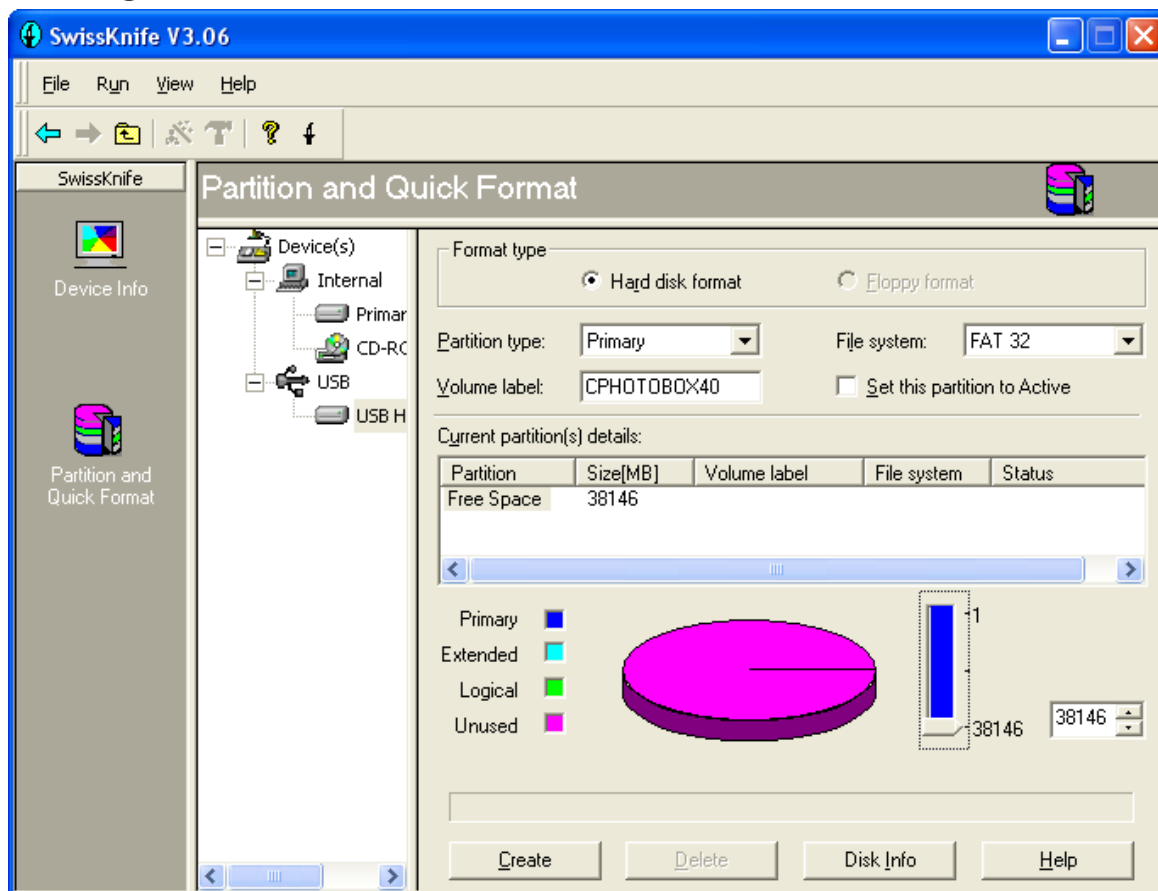 SwissKnife V3.06
File Run View Help
SwissKnife
Device Info
Partition and
Quick Format
Partition and Quick Format
Device(s)
Internal
Primar
CD-RO
USB
USB H
Format type
Hard disk format Floppy format
Partition type: Primary File system: FAT 32
Volume label: CPHOTOBOX40 Set this partition to Active
Current partition(s) details:
Partition Size[MB] Volume label File system Status
Free Space 38146
Primary
Extended
Logical
Unused
1
38146 38146
Create Delete Disk Info Help